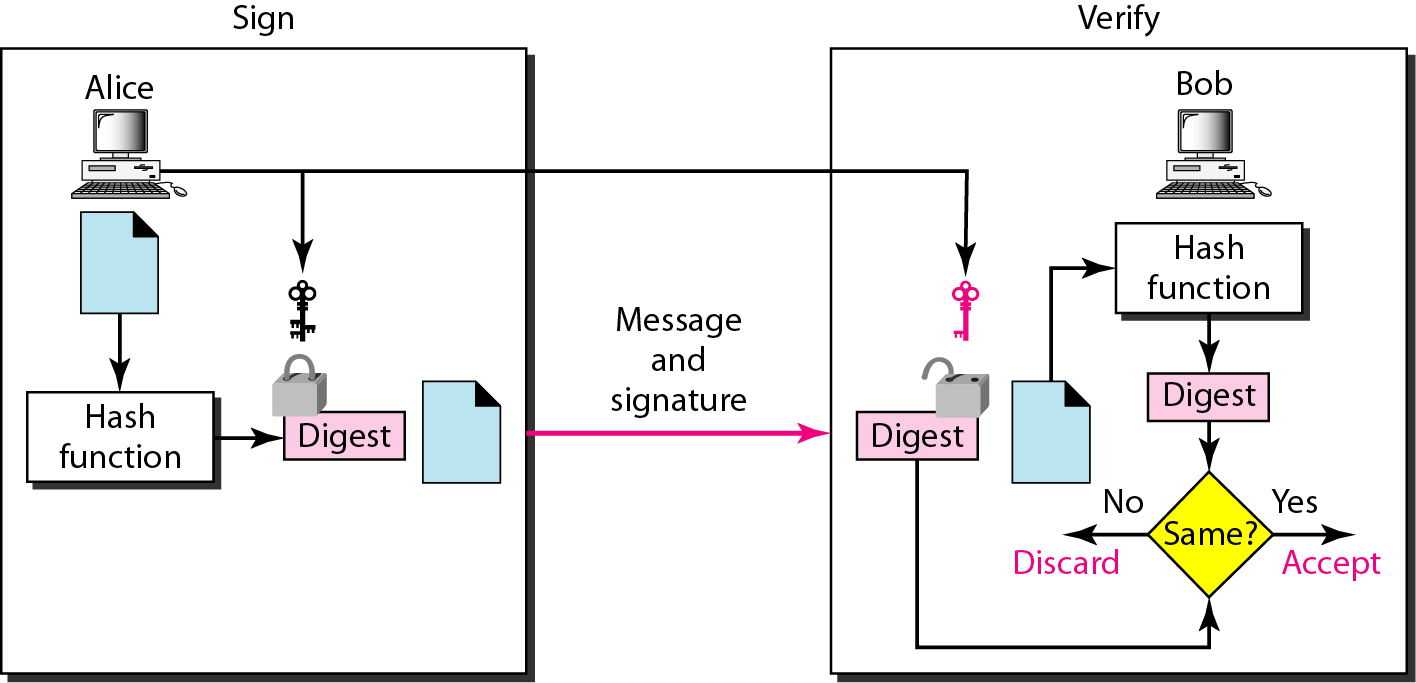 Sign
Alice
Hash
function
Digest
Message
and
signature
Verify
Bob
Hash
function
Digest
Digest
No
Yes
Same?
Discard
Accept